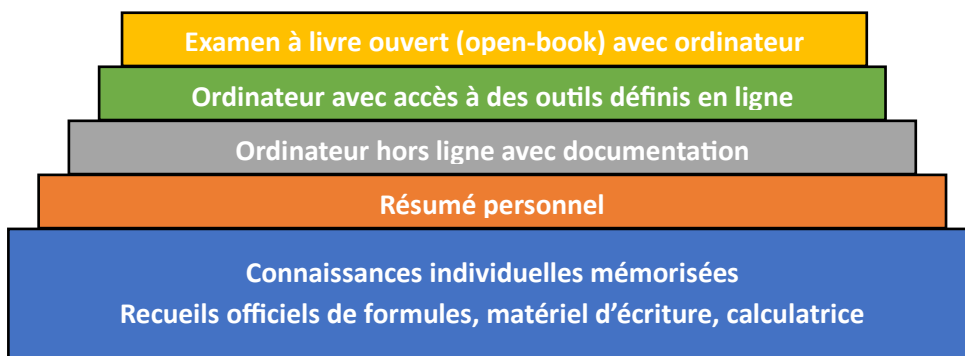 Examen à livre ouvert (open-book) avec ordinateur
Ordinateur avec accès à des outils définis en ligne
Ordinateur hors ligne avec documentation
Résumé personnel
Connaissances individuelles mémorisées
Recueils officiels de formules, matériel d'écriture, calculatrice